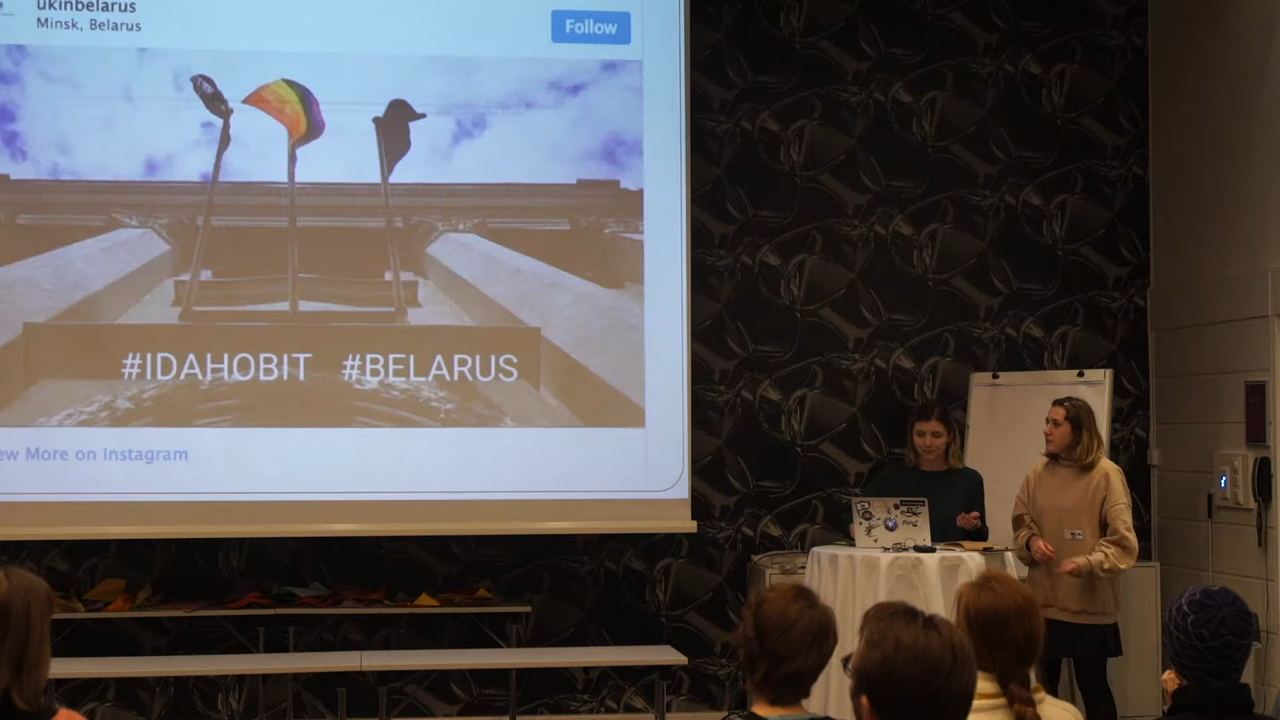 ukinbelarus
Minsk, Belarus
Follow
#IDAHOBIT #BELARUS
ew More on Instagram